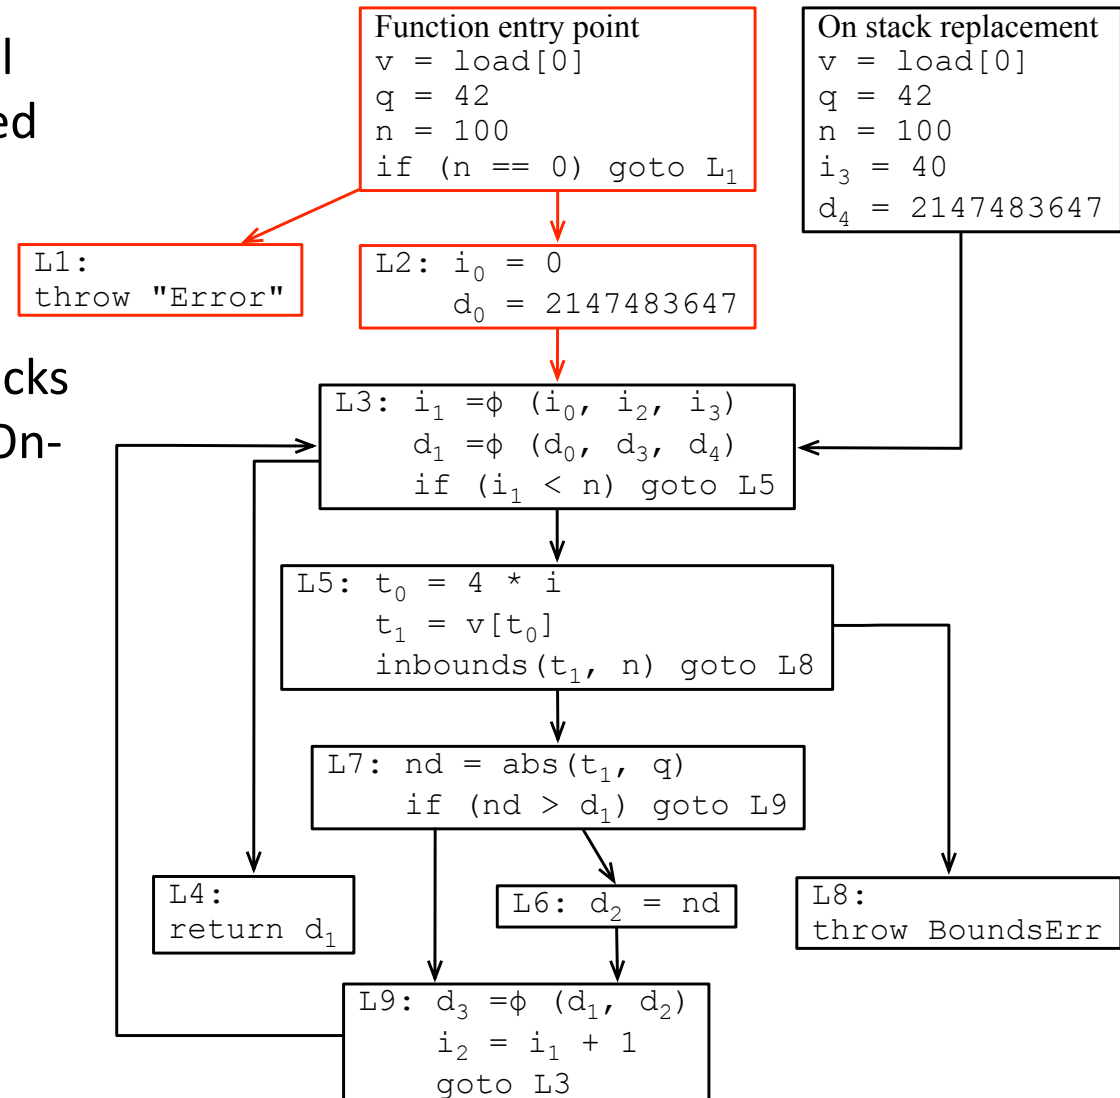 l
ed
cks
On-
Function entry point
v = load[0]
q = 42
n = 100
if (n == 0) goto L₁
On stack replacement
v = load[0]
q = 42
n = 100
i₃ = 40
d₄ = 2147483647
L1:
throw "Error"
L2: i₀ = 0
d₀ = 2147483647
L3: i₁ =ϕ (i₀, i₂, i₃)
d₁ =ϕ (d₀, d₃, d₄)
if (i₁ < n) goto L5
L5: t₀ = 4 * i
t₁ = v[t₀]
inbounds(t₁, n) goto L8
L7: nd = abs(t₁, q)
if (nd > d₁) goto L9
L4:
return d₁
L6: d₂ = nd
L8:
throw BoundsErr
L9: d₃ =ϕ (d₁, d₂)
i₂ = i₁ + 1
goto L3